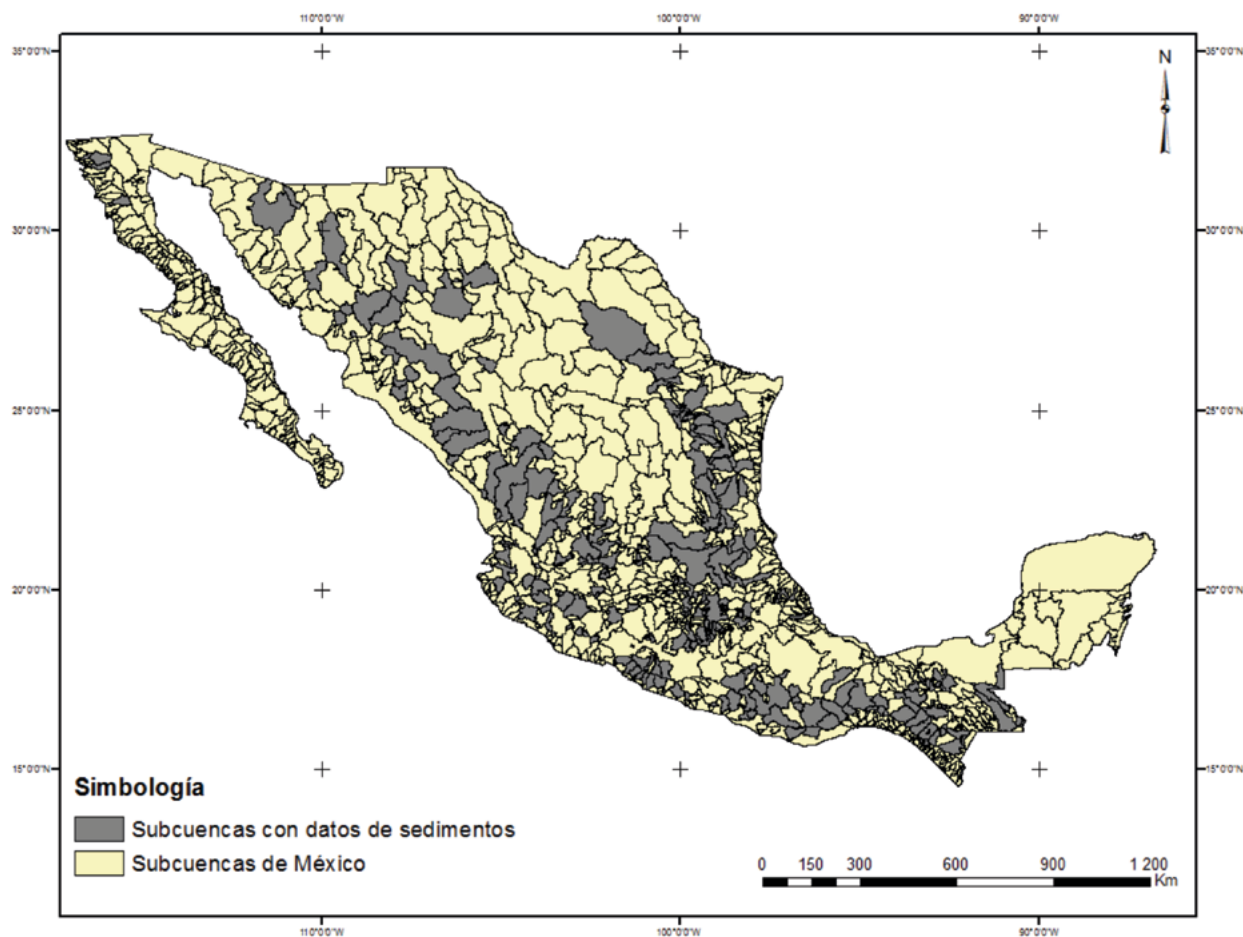 110°0'0"W 100°0'0"W 90°0'0"W
35°0'0"N 35°0'0"N
N
30°0'0"N 30°0'0"N
25°0'0"N 25°0'0"N
20°0'0"N 20°0'0"N
15°0'0"N 15°0'0"N
Simbología
Subcuencas con datos de sedimentos
Subcuencas de México
0 150 300 600 900 1 200
Km
110°0'0"W 100°0'0"W 90°0'0"W